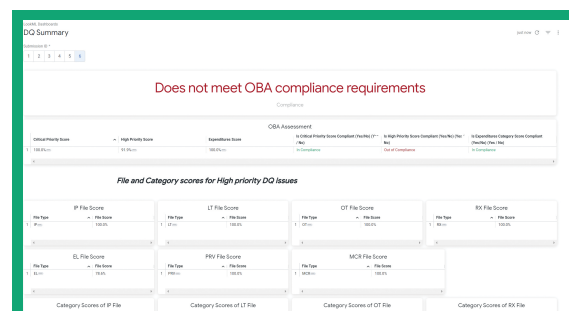 LookML Dashboards
DQ Summary
just now
Submission ID
1 2 3 4 5 6
Does not meet OBA compliance requirements
Compliance
OBA Assessment
Critical Priority Score
High Priority Score
Expenditures Score
Is Critical Priority Score Compliant (Yes/No) (Y… / No)
Is High Priority Score Compliant (Yes/No) (Yes / No)
Is Expenditures Category Score Compliant (Yes/No) (Yes / No)
1 100.0%
100.0%
In Compliance
Out of Compliance
In Compliance
File and Category scores for High priority DQ issues
IP File Score
LT File Score
OT File Score
RX File Score
File Type File Score
File Type File Score
File Type File Score
File Type File Score
1 IP 100.0%
1 LT 100.0%
1 OT 100.0%
1 RX 100.0%
EL File Score
PRV File Score
MCR File Score
File Type File Score
File Type File Score
File Type File Score
1 EL
1 PRV 100.0%
1 MCR 100.0%
Category Scores of IP File
Category Scores of LT File
Category Scores of OT File
Category Scores of RX File